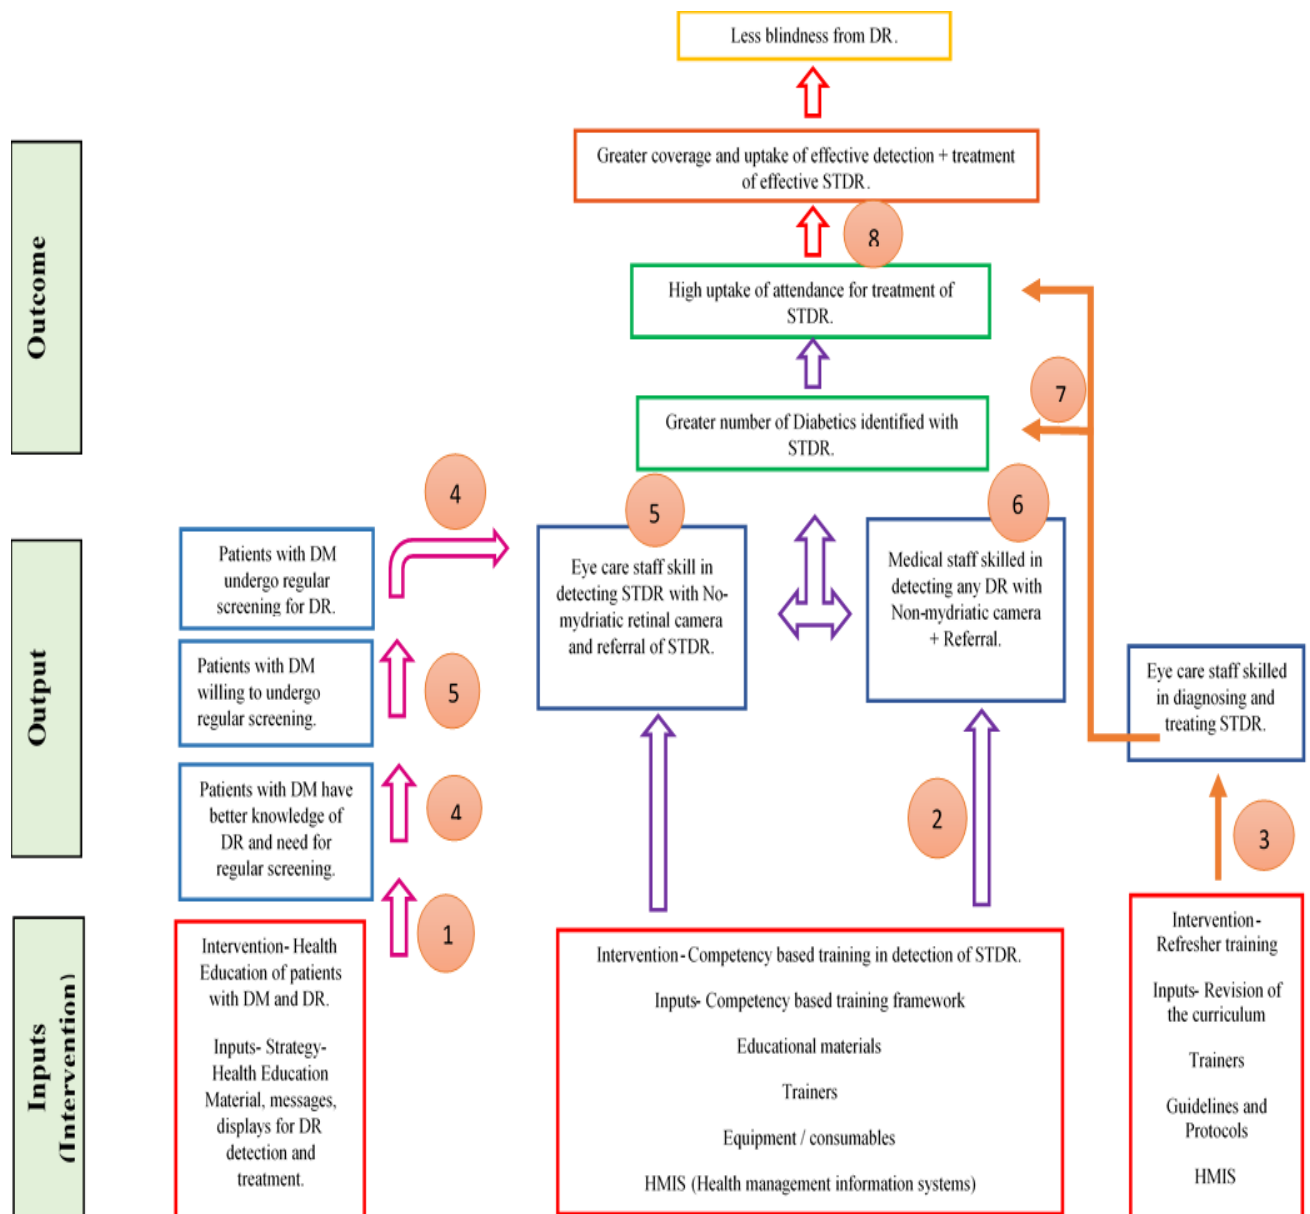 Less blindness from DR.
Greater coverage and uptake of effective detection + treatment
of effective STDR.
8
High uptake of attendance for treatment of
STDR.
7
Greater number of Diabetics identified with
STDR.
Outcome
4
5
6
Patients with DM
undergo regular
screening for DR.
Eye care staff skill in
detecting STDR with No-
mydriatic retinal camera
and referral of STDR.
Medical staff skilled in
detecting any DR with
Non-mydriatic camera
+ Referral.
Patients with DM
willing to undergo
regular screening.
5
Eye care staff skilled
in diagnosing and
treating STDR.
Output
Patients with DM have
better knowledge of
DR and need for
regular screening.
4
2
3
1
Inputs
(Intervention)
Intervention- Health
Education of patients
with DM and DR.
Inputs- Strategy-
Health Education
Material, messages,
displays for DR
detection and
treatment.
Intervention- Competency based training in detection of STDR.
Inputs- Competency based training framework
Educational materials
Trainers
Equipment / consumables
HMIS (Health management information systems)
Intervention-
Refresher training
Inputs- Revision of
the curriculum
Trainers
Guidelines and
Protocols
HMIS